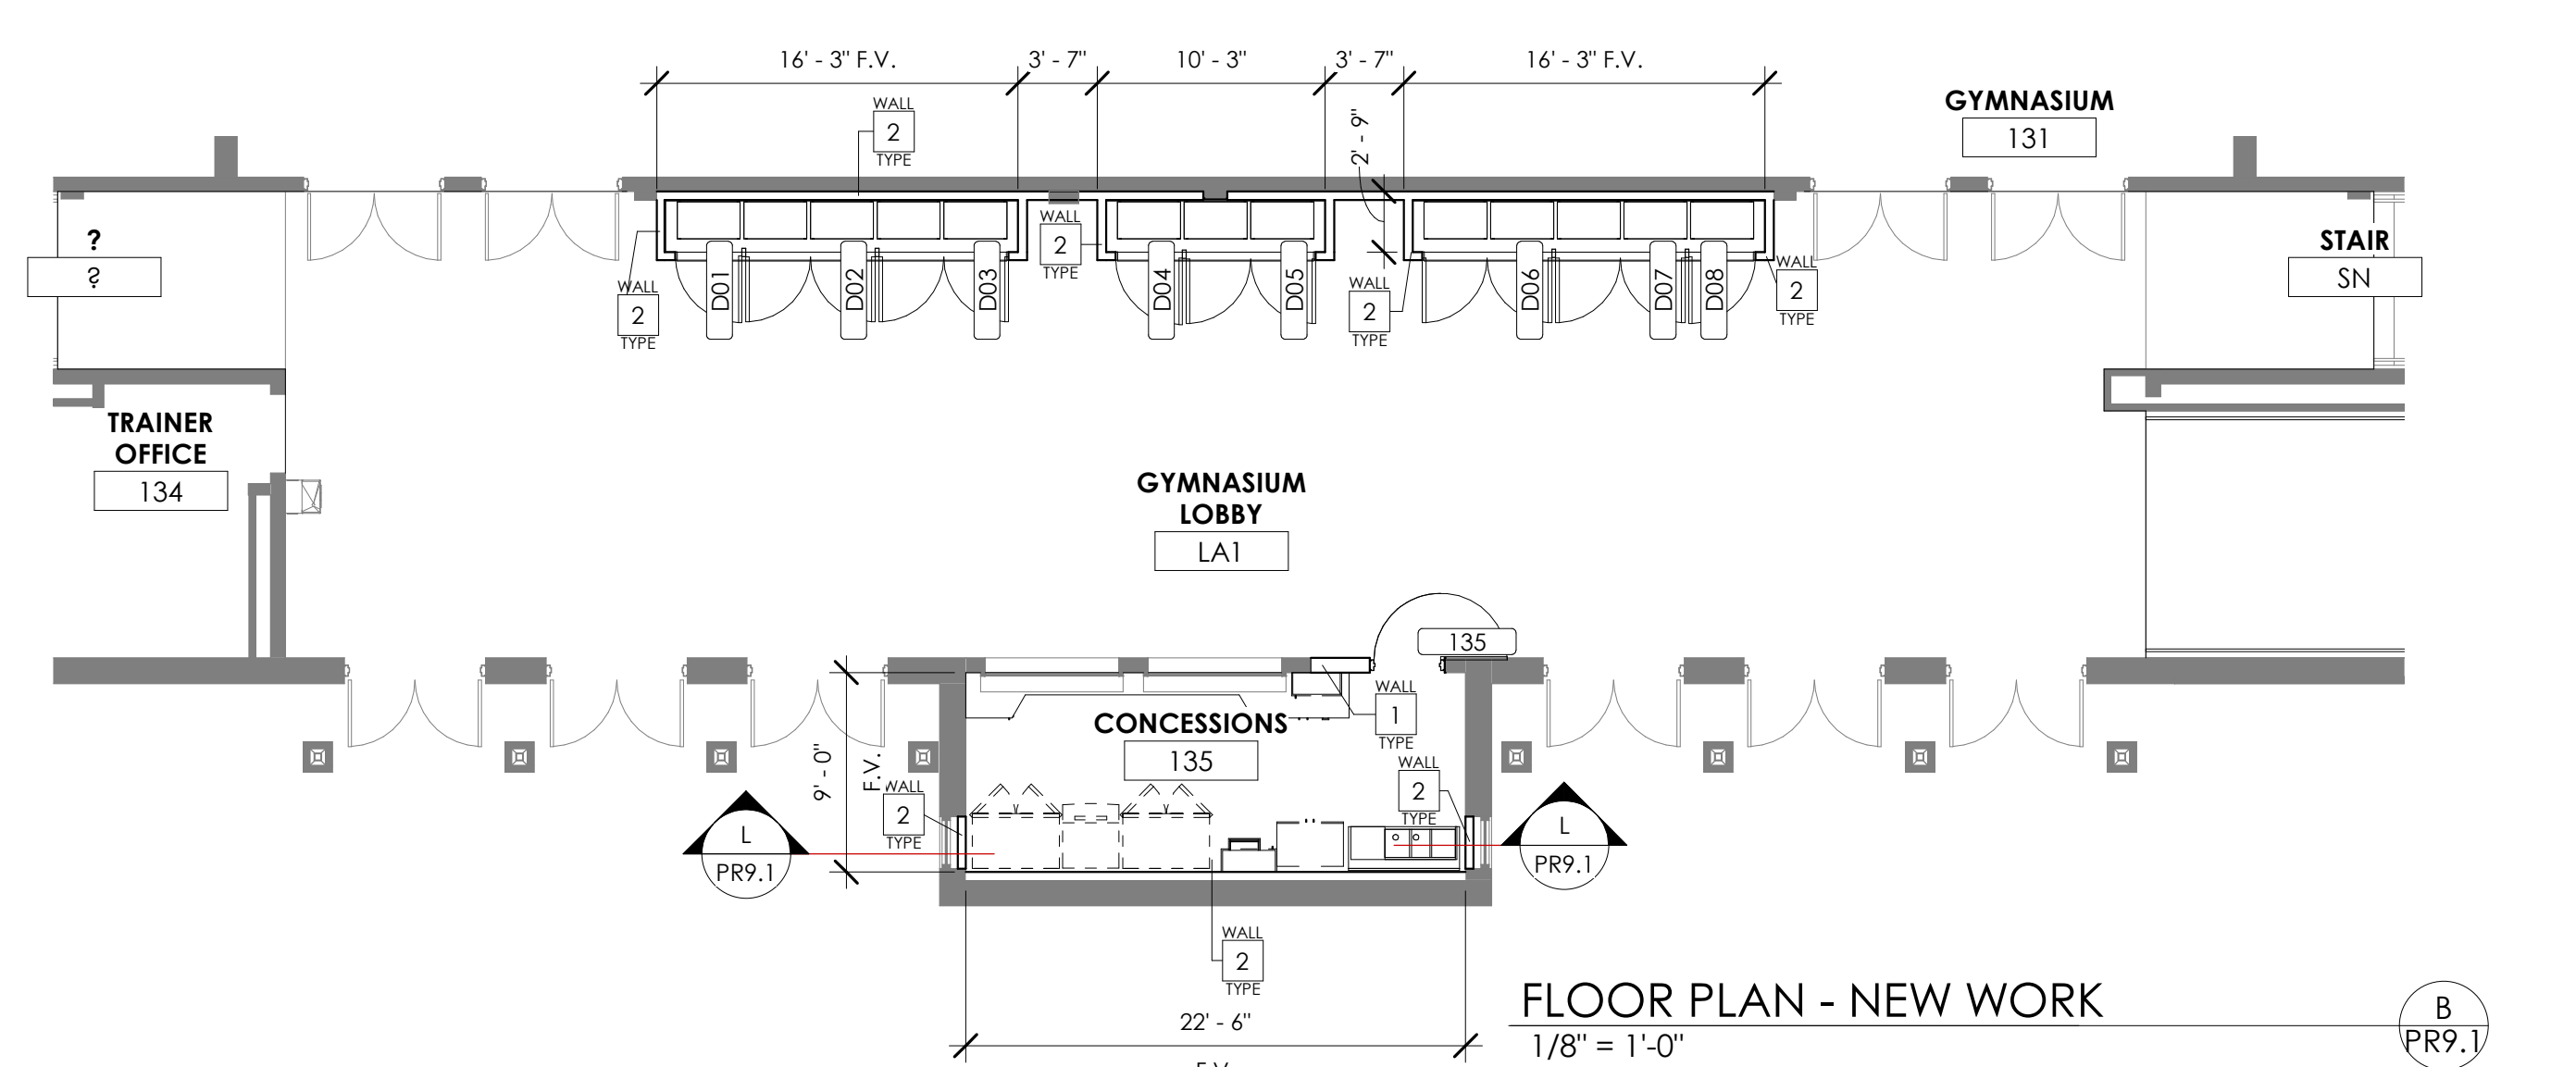 16' - 3" F.V.
3' - 7"
10' - 3"
3' - 7"
16' - 3" F.V.
GYMNASIUM
131
WALL
2
TYPE
2' - 9"
?
?
STAIR
SN
WALL
2
TYPE
WALL
2
TYPE
WALL
2
TYPE
WALL
2
TYPE
D01
D02
D03
D04
D05
D06
D07
D08
TRAINER
OFFICE
134
GYMNASIUM
LOBBY
LA1
135
WALL
1
TYPE
CONCESSIONS
135
9' - 0"
F.V.
WALL
2
TYPE
WALL
2
TYPE
L
PR9.1
L
PR9.1
WALL
2
TYPE
22' - 6"
F.V.
FLOOR PLAN - NEW WORK
1/8" = 1'-0"
B
PR9.1